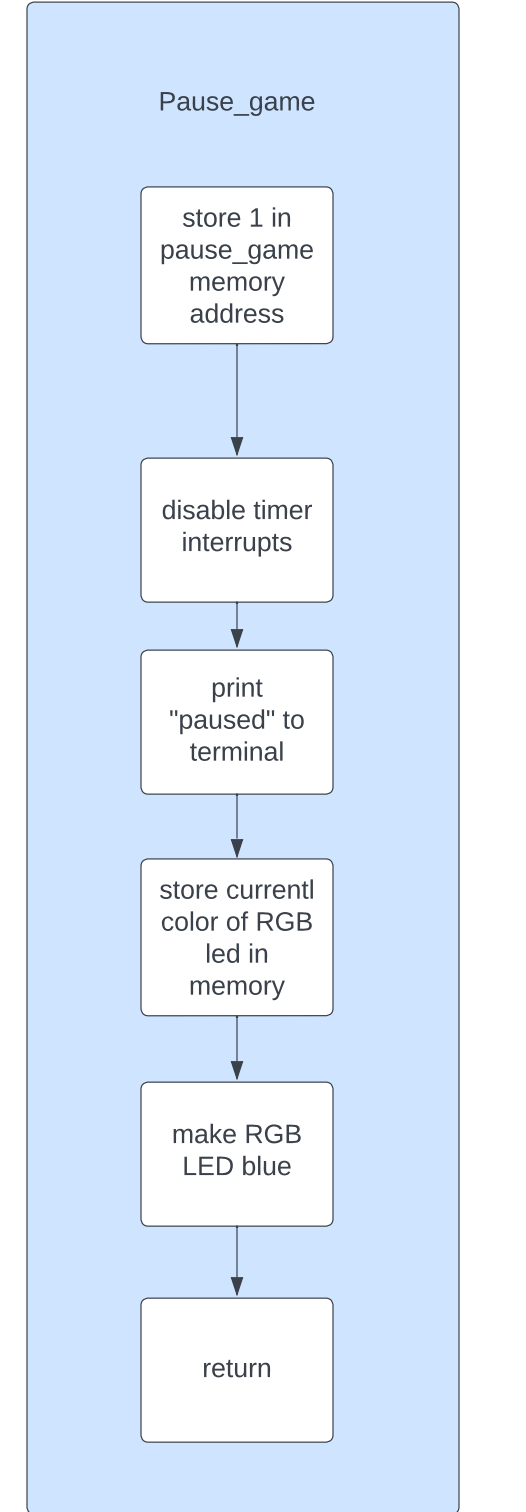 Pause_game
store 1 in
pause_game
memory
address
disable timer
interrupts
print
"paused" to
terminal
store currentl
color of RGB
led in
memory
make RGB
LED blue
return